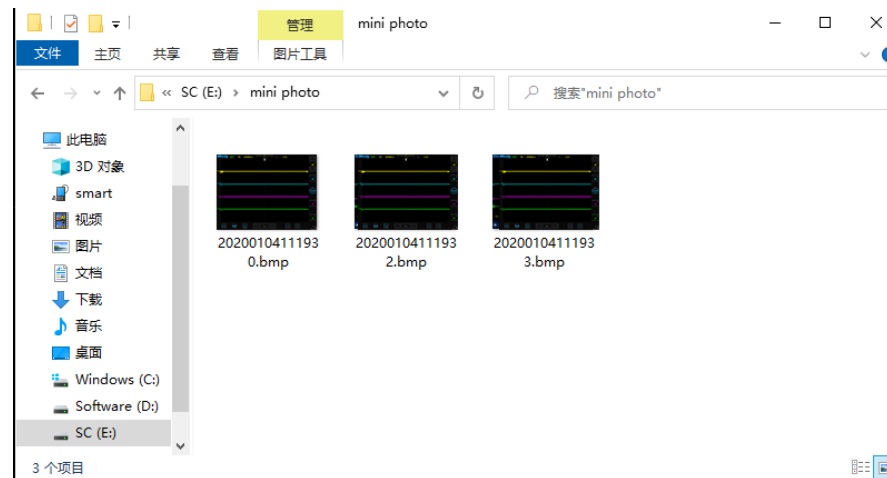 管理
mini photo
文件
主页
共享
查看
图片工具
« SC (E:) › mini photo
搜索"mini photo"
此电脑
3D 对象
smart
视频
图片
文档
下载
音乐
桌面
Windows (C:)
Software (D:)
SC (E:)
2020010411193
0.bmp
2020010411193
2.bmp
2020010411193
3.bmp
3 个项目